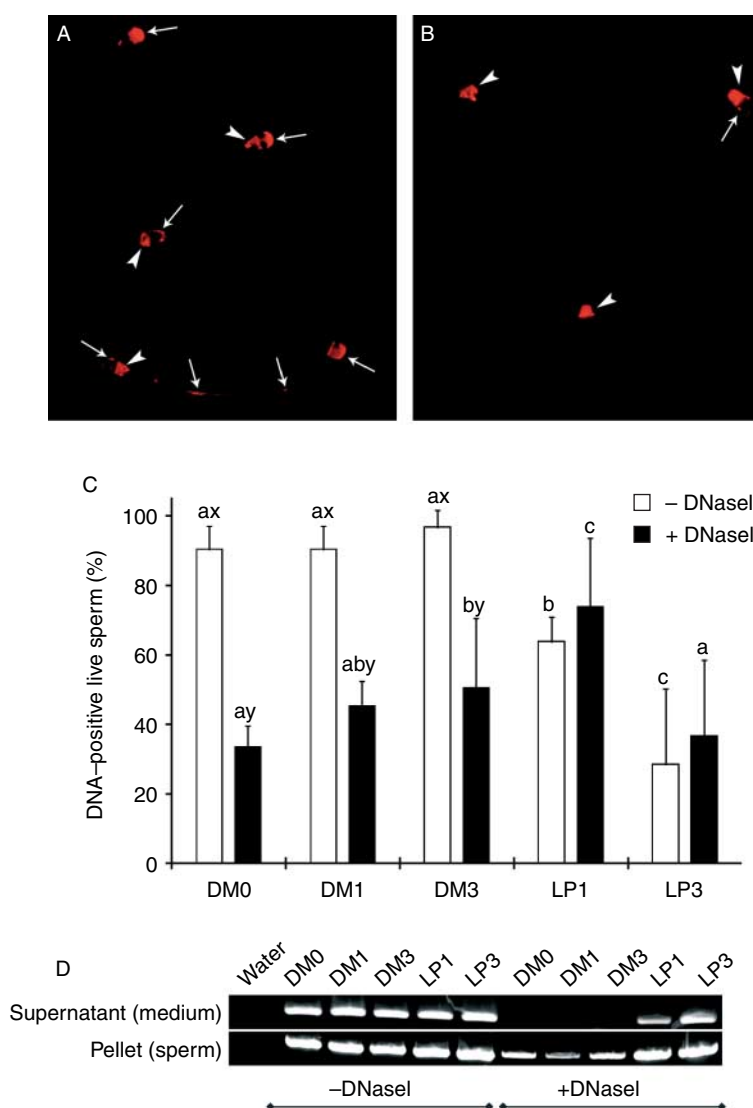 A
B
C
ax
ax
ax
ay
aby
by
b
c
c
a
– DNaseI
+ DNaseI
DNA–positive live sperm (%)
100
80
60
40
20
0
DM0 DM1 DM3 LP1 LP3
D
Water DM0 DM1 DM3 LP1 LP3 DM0 DM1 DM3 LP1 LP3
Supernatant (medium)
Pellet (sperm)
–DNaseI +DNaseI